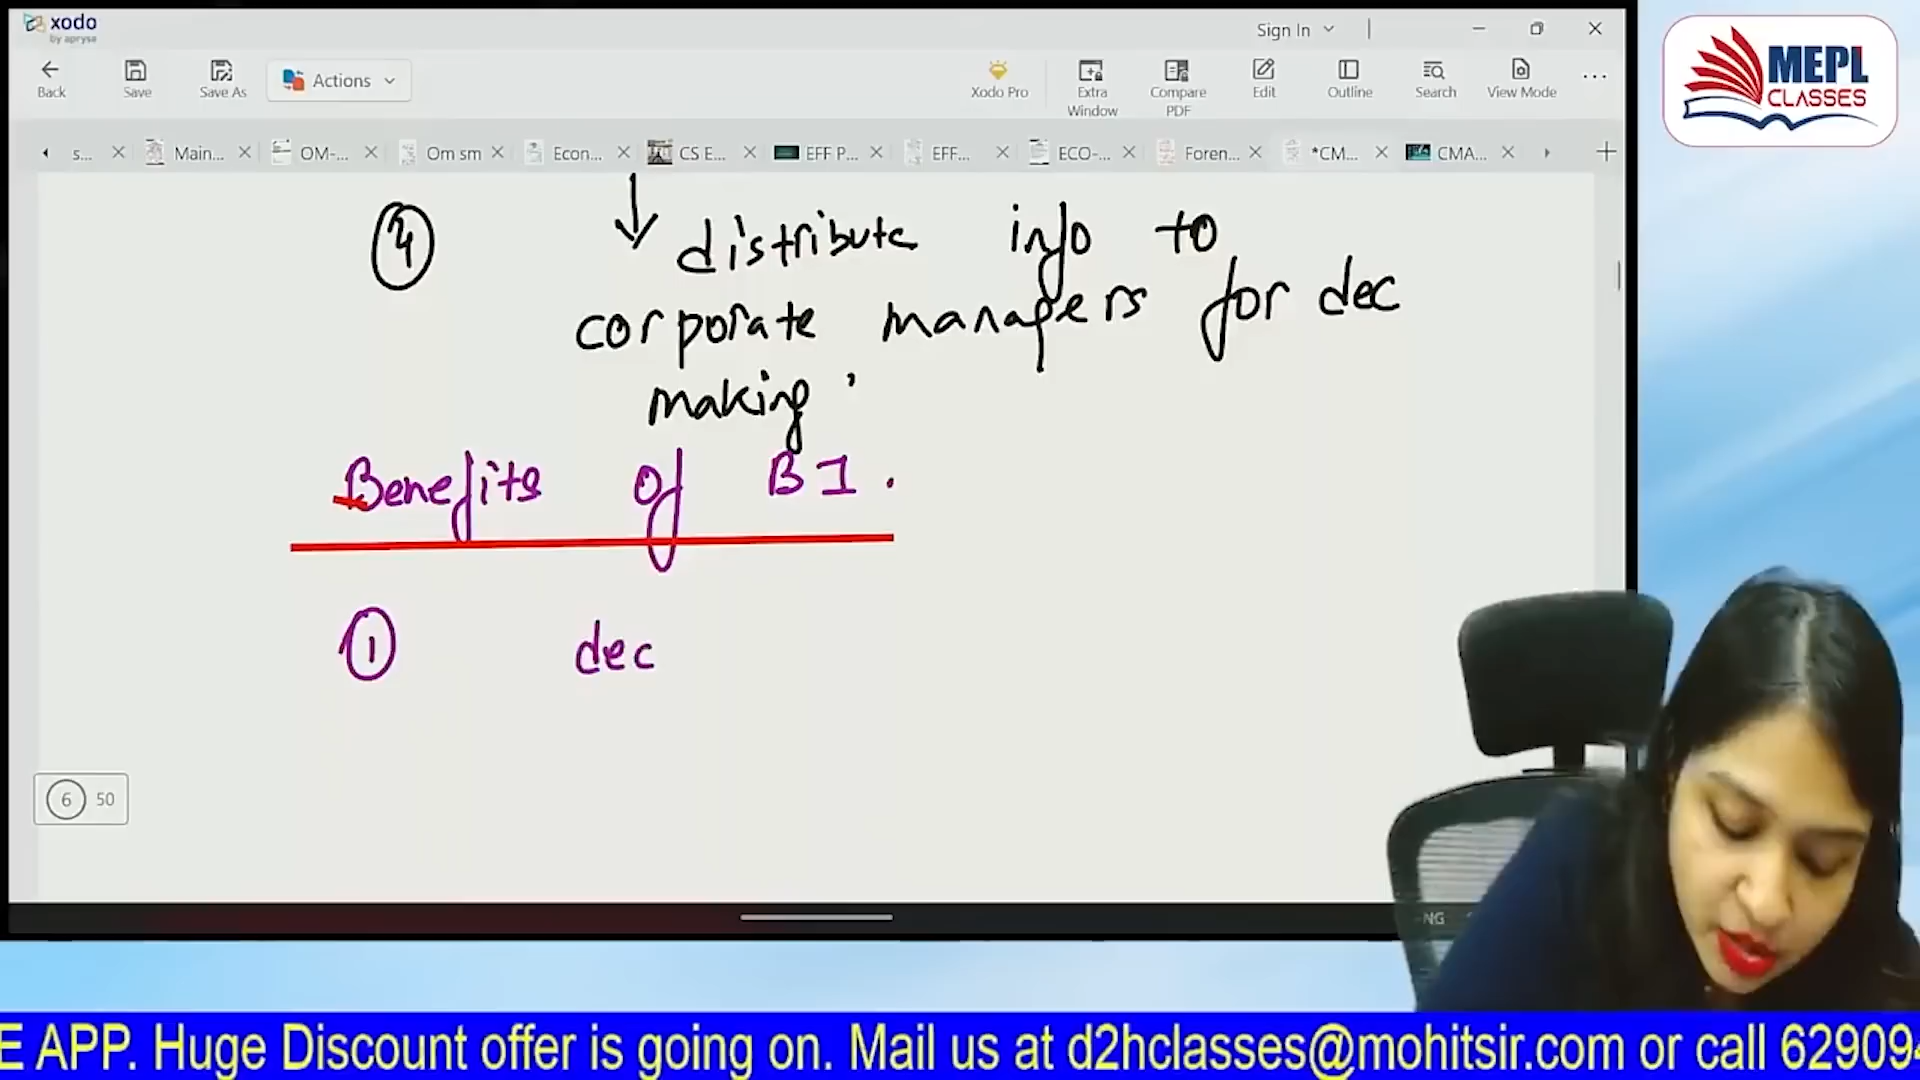 xodo
by apryse
Sign In
Back
Save
Save As
Actions
Xodo Pro
Extra Window
Compare PDF
Edit
Outline
Search
View Mode
s...
Main...
OM-...
Om sm
Econ...
CS E...
EFF P...
EFF...
ECO-...
Foren...
*CM...
CMA...
MEPL
CLASSES
4
distribute info to
corporate managers for dec
making
Benefits of BI.
1 dec
6 50
NG
E APP. Huge Discount offer is going on. Mail us at d2hclasses@mohitsir.com or call 62909